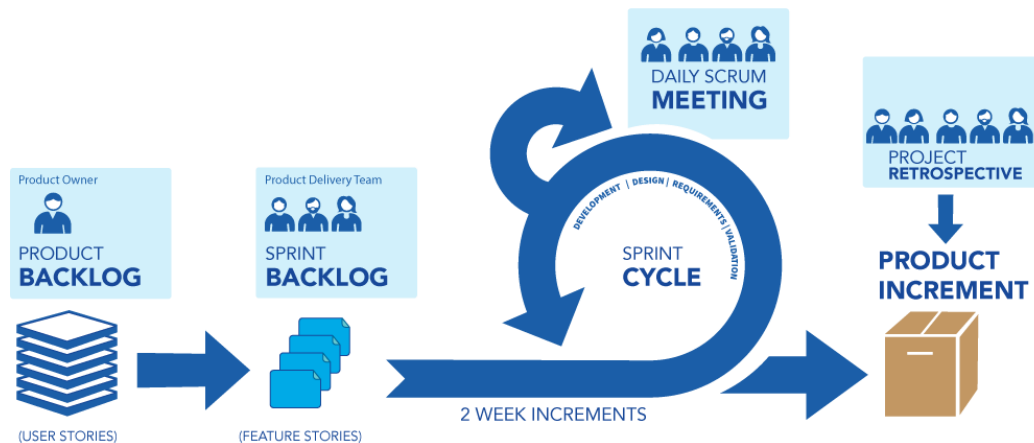 Product Owner
PRODUCT
BACKLOG
(USER STORIES)
Product Delivery Team
SPRINT
BACKLOG
(FEATURE STORIES)
DAILY SCRUM
MEETING
DEVELOPMENT | DESIGN | REQUIREMENTS | VALIDATION
SPRINT
CYCLE
2 WEEK INCREMENTS
PROJECT
RETROSPECTIVE
PRODUCT
INCREMENT